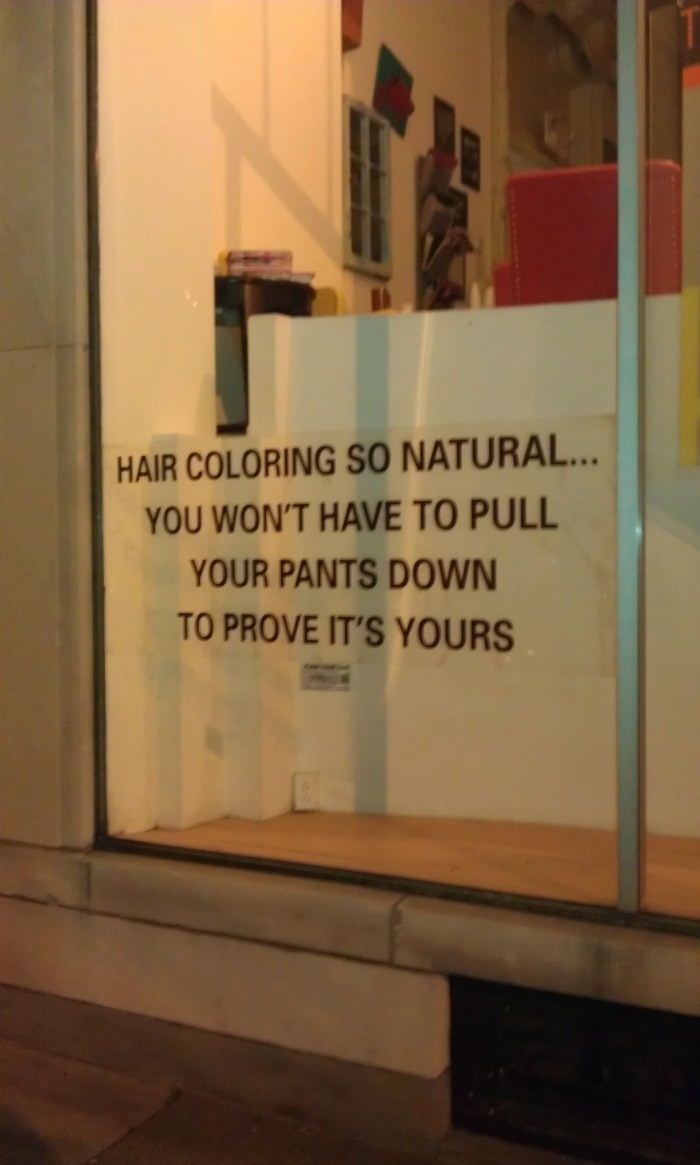 HAIR COLORING SO NATURAL...
YOU WON'T HAVE TO PULL
YOUR PANTS DOWN
TO PROVE IT'S YOURS